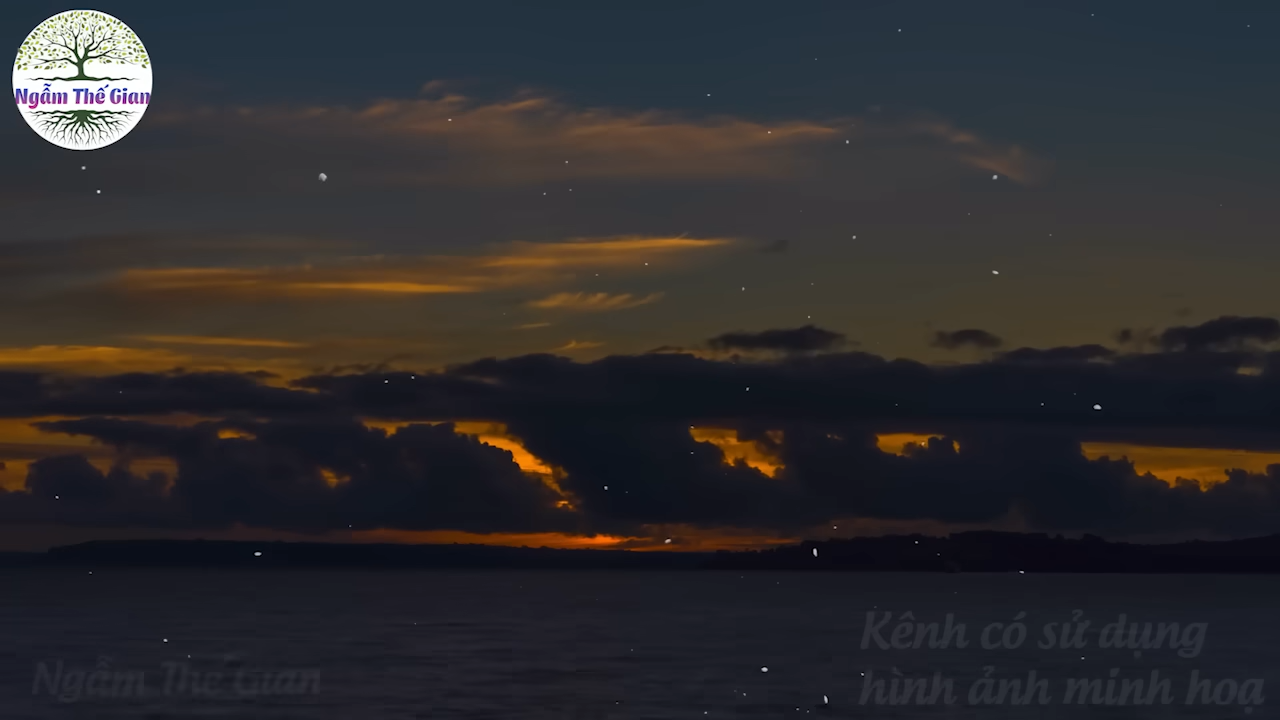 Ngẫm Thế Gian
Kênh có sử dụng
hình ảnh minh hoạ
Ngẫm Thế Gian